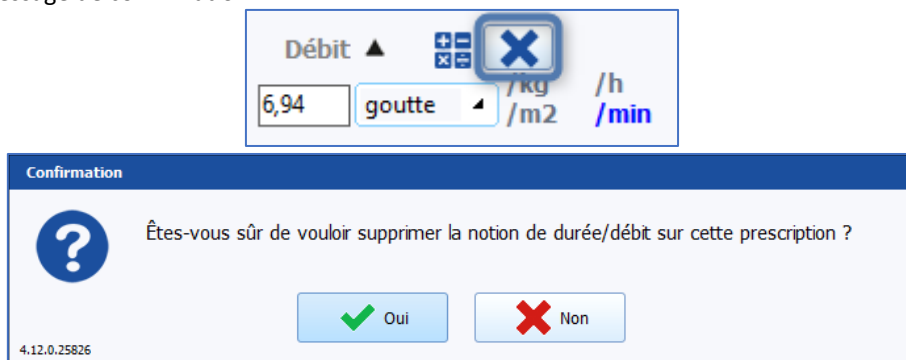 Débit ▲
/kg /h
6,94 goutte /m2 /min
Confirmation
Êtes-vous sûr de vouloir supprimer la notion de durée/débit sur cette prescription ?
Oui Non
4.12.0.25826